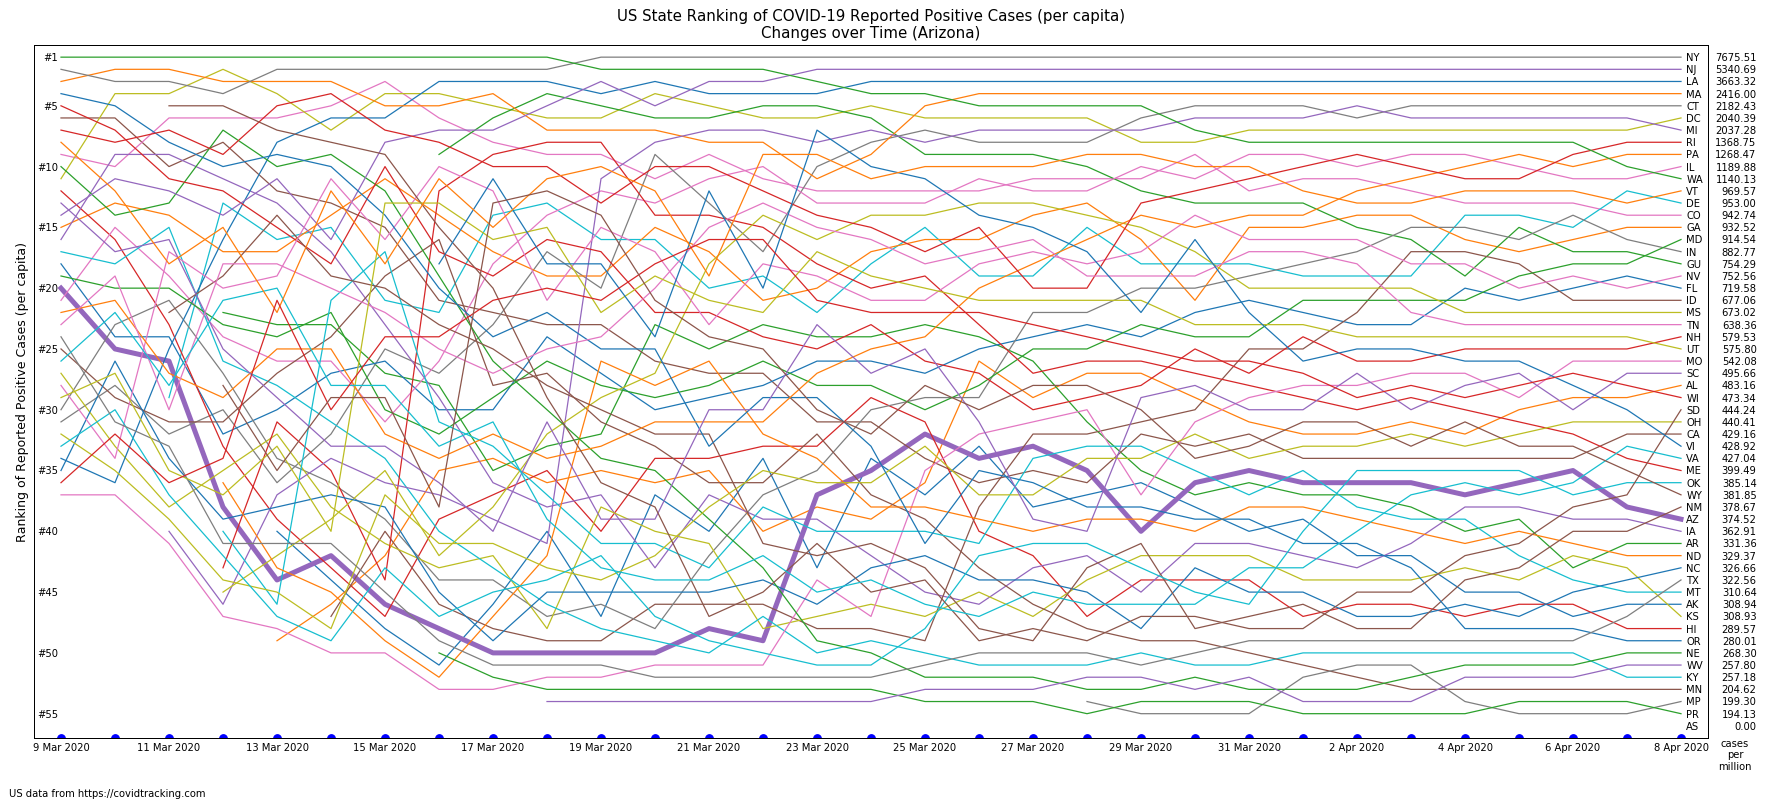 US State Ranking of COVID-19 Reported Positive Cases (per capita)
Changes over Time (Arizona)
Ranking of Reported Positive Cases (per capita)
#1
#5
#10
#15
#20
#25
#30
#35
#40
#45
#50
#55
NY 7675.51
NJ 5340.69
LA 3663.32
MA 2416.00
CT 2182.43
DC 2040.39
MI 2037.28
RI 1368.75
PA 1268.47
IL 1189.88
WA 1140.13
VT 969.57
DE 953.00
CO 942.74
GA 932.52
MD 914.54
IN 882.77
GU 754.29
NV 752.56
FL 719.58
ID 677.06
MS 673.02
TN 638.36
NH 579.53
UT 575.80
MO 542.08
SC 495.66
AL 483.16
WI 473.34
SD 444.24
OH 440.41
CA 429.16
VI 428.92
VA 427.04
ME 399.49
OK 385.14
WY 381.85
NM 378.67
AZ 374.52
IA 362.91
AR 331.36
ND 329.37
NC 326.66
TX 322.56
MT 310.64
AK 308.94
KS 308.93
HI 289.57
OR 280.01
NE 268.30
WV 257.80
KY 257.18
MN 204.62
MP 199.30
PR 194.13
AS 0.00
9 Mar 2020 11 Mar 2020 13 Mar 2020 15 Mar 2020 17 Mar 2020 19 Mar 2020 21 Mar 2020 23 Mar 2020 25 Mar 2020 27 Mar 2020 29 Mar 2020 31 Mar 2020 2 Apr 2020 4 Apr 2020 6 Apr 2020 8 Apr 2020
cases
per
million
US data from https://covidtracking.com